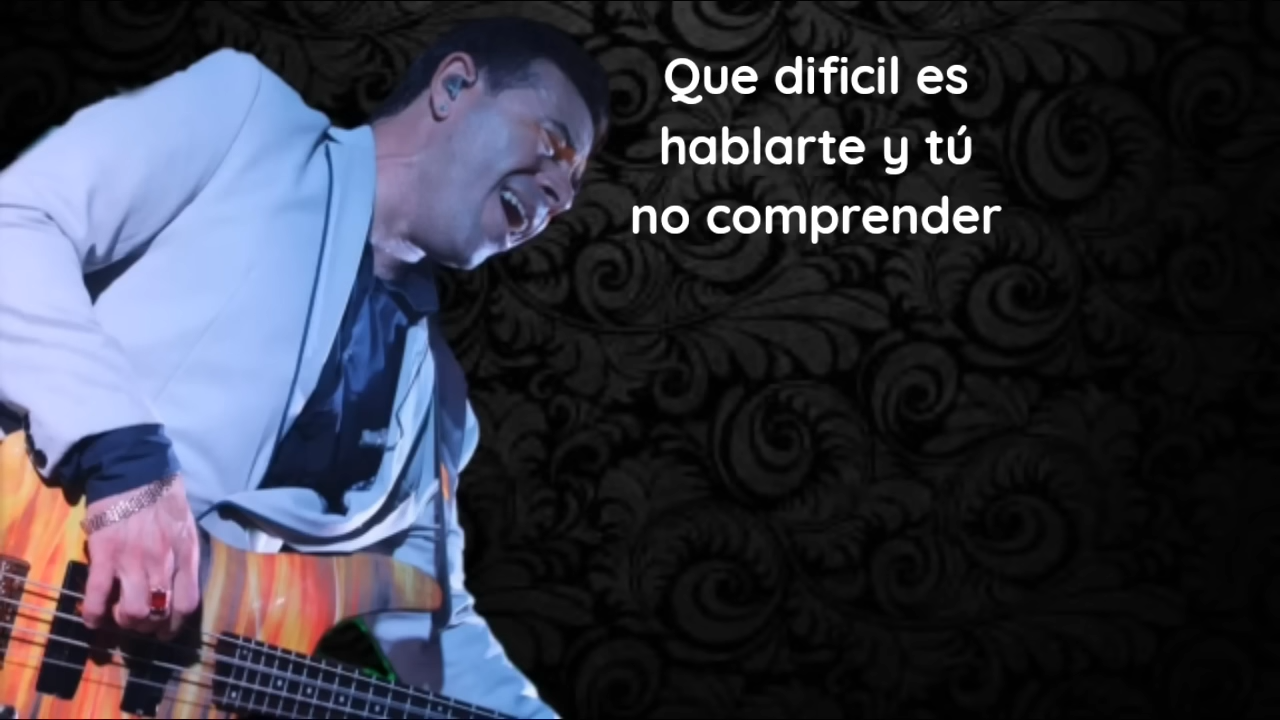 Que dificil es
hablarte y tú
no comprender